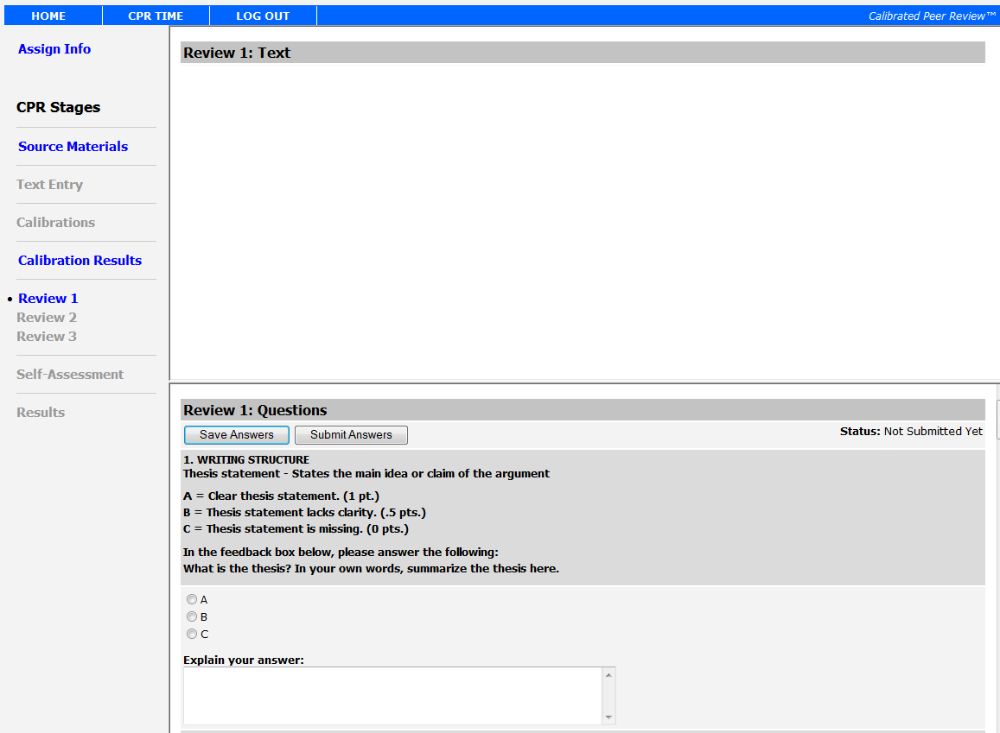 HOME CPR TIME LOG OUT Calibrated Peer Review™
Assign Info
CPR Stages
Source Materials
Text Entry
Calibrations
Calibration Results
• Review 1
Review 2
Review 3
Self-Assessment
Results
Review 1: Text
Review 1: Questions
Save Answers Submit Answers Status: Not Submitted Yet
1. WRITING STRUCTURE
Thesis statement - States the main idea or claim of the argument
A = Clear thesis statement. (1 pt.)
B = Thesis statement lacks clarity. (.5 pts.)
C = Thesis statement is missing. (0 pts.)
In the feedback box below, please answer the following:
What is the thesis? In your own words, summarize the thesis here.
A
B
C
Explain your answer: